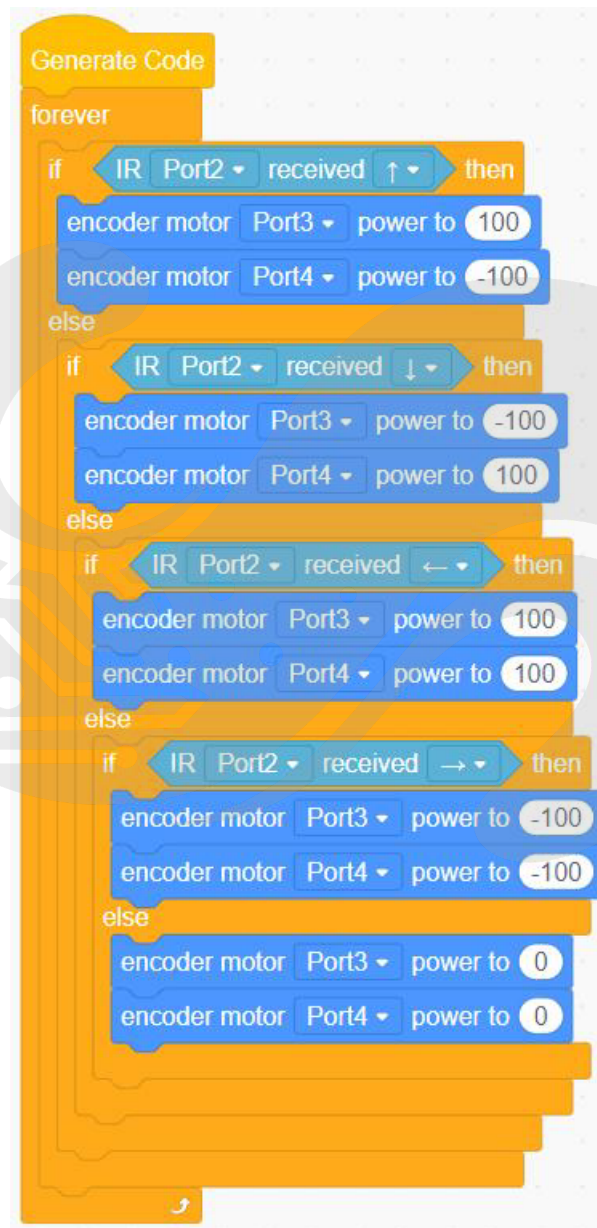 Generate Code
forever
if IR Port2 received ↑ then
encoder motor Port3 power to 100
encoder motor Port4 power to -100
else
if IR Port2 received ↓ then
encoder motor Port3 power to -100
encoder motor Port4 power to 100
else
if IR Port2 received ← then
encoder motor Port3 power to 100
encoder motor Port4 power to 100
else
if IR Port2 received → then
encoder motor Port3 power to -100
encoder motor Port4 power to -100
else
encoder motor Port3 power to 0
encoder motor Port4 power to 0